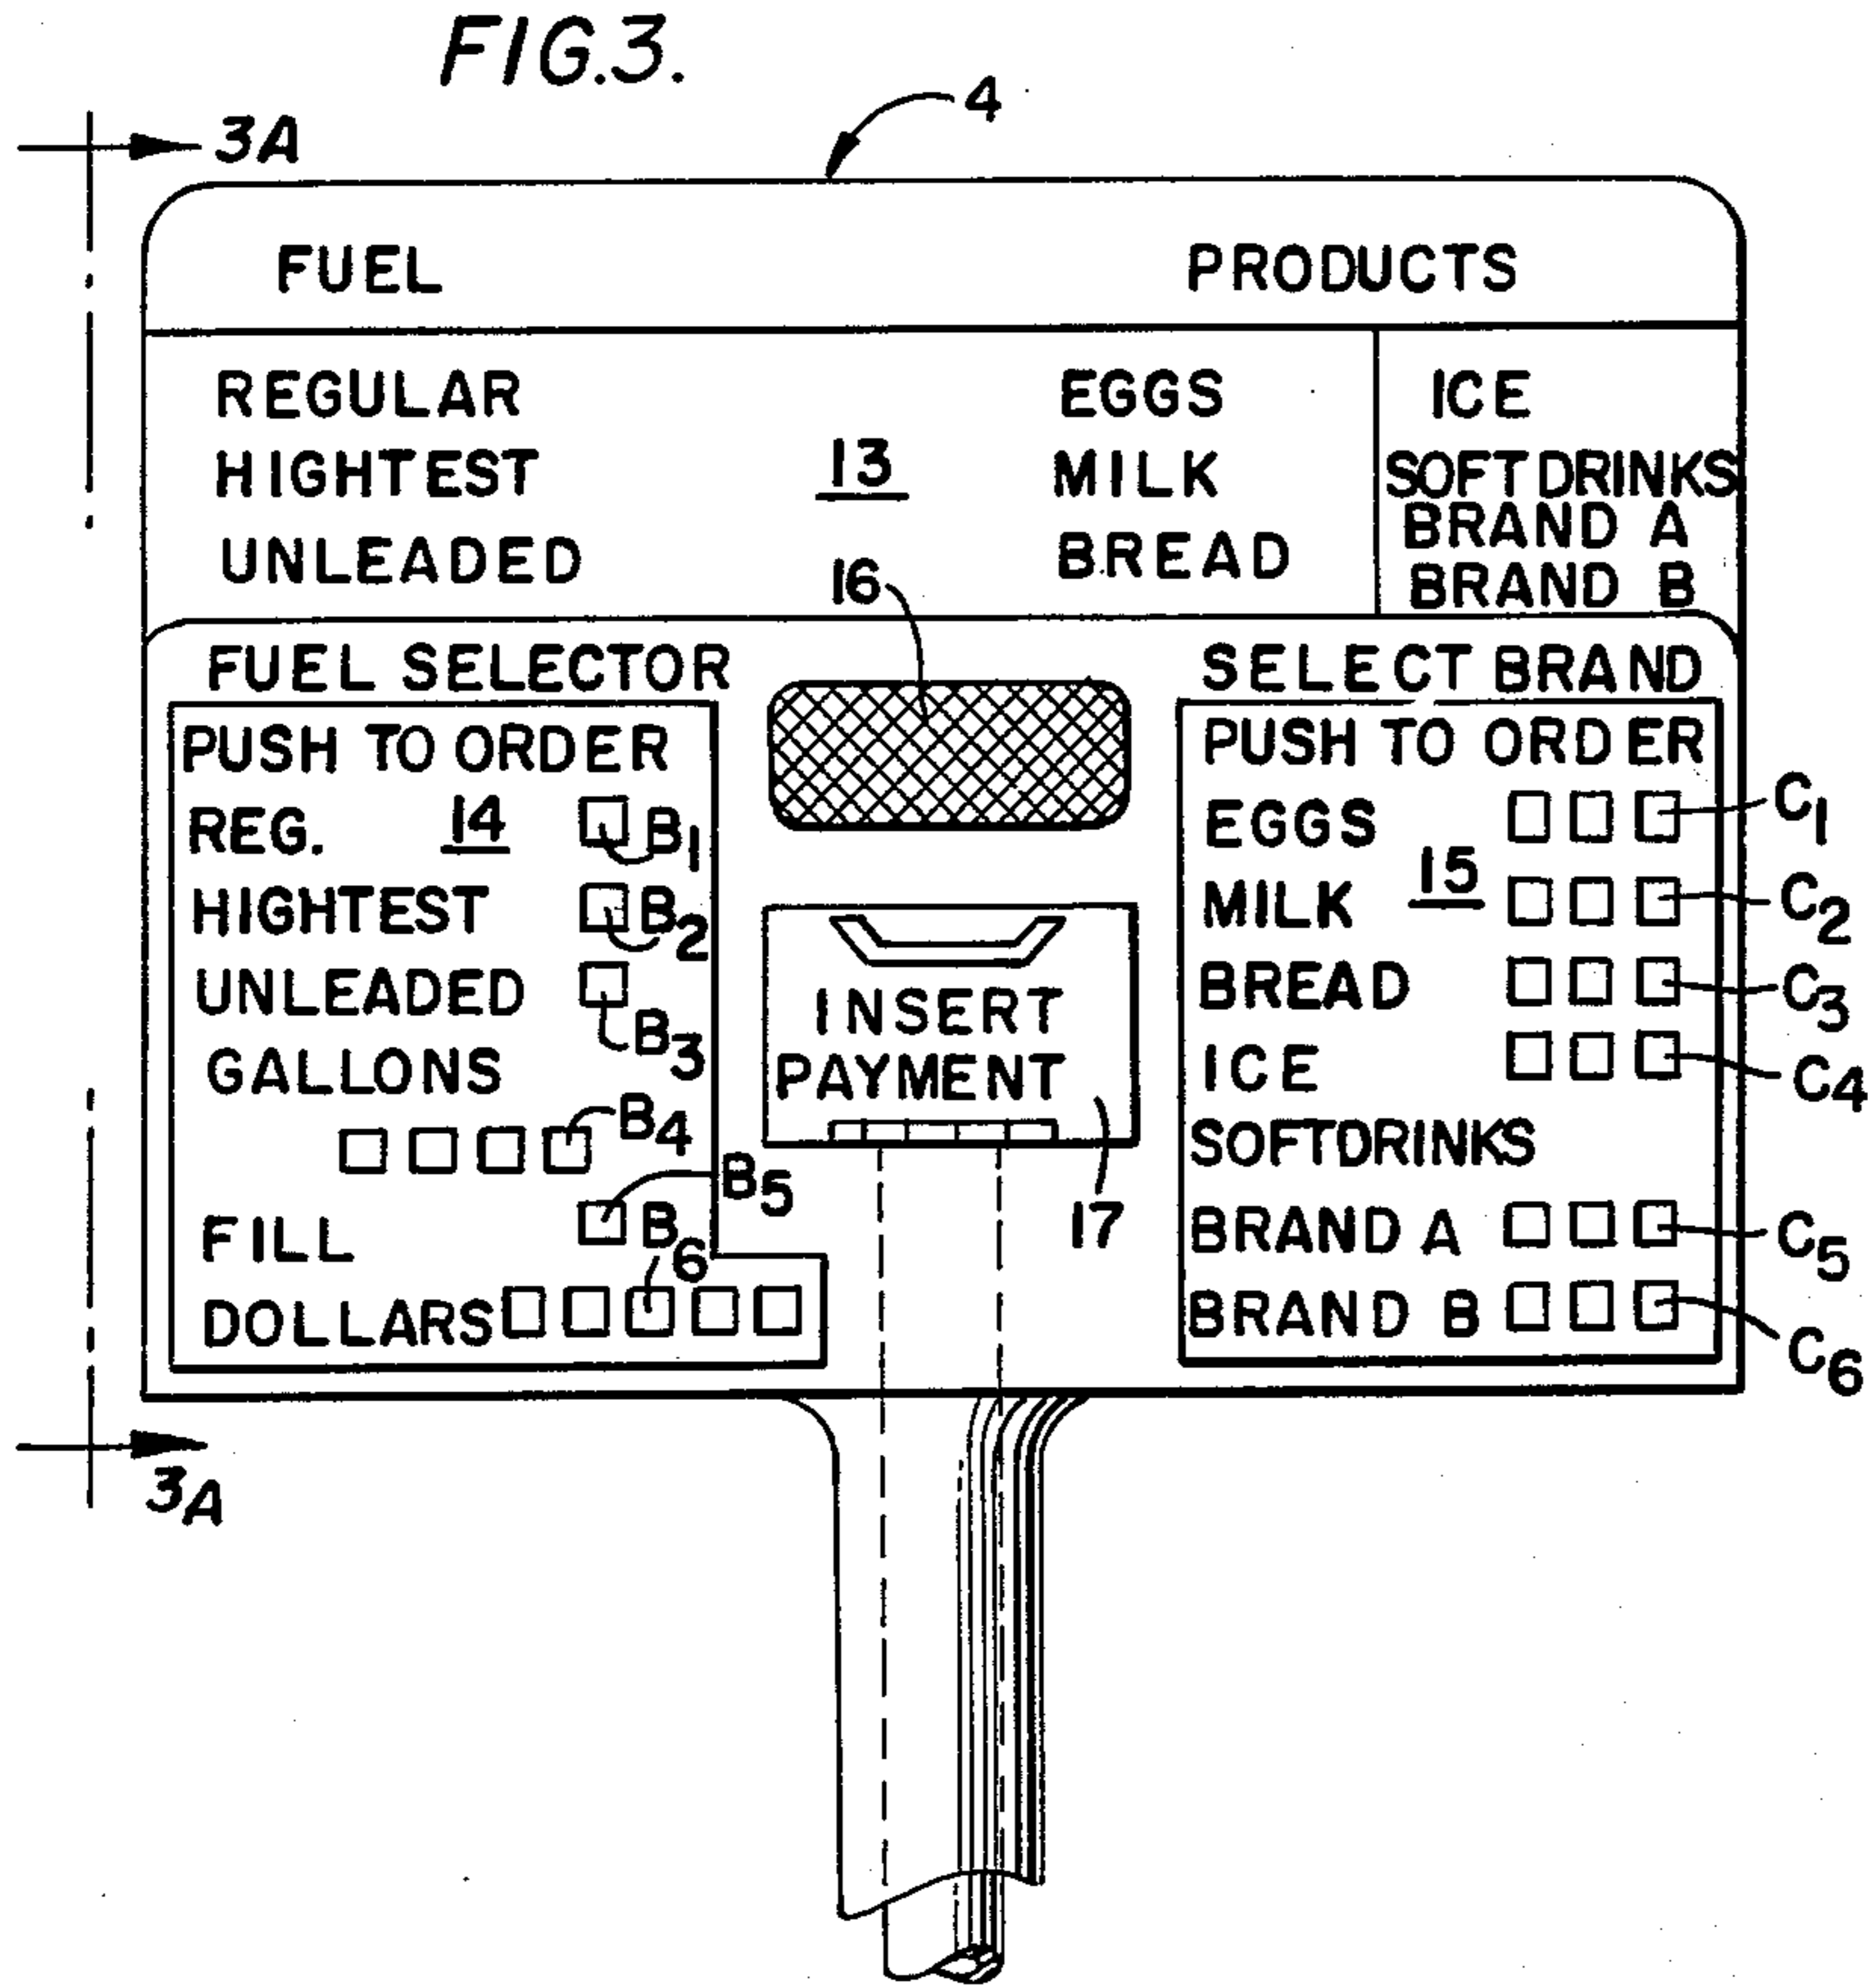 FIG.3.
4
3A
FUEL PRODUCTS
REGULAR EGGS ICE
HIGHTEST 13 MILK SOFT DRINKS
BRAND A
UNLEADED BREAD
BRAND B
16
FUEL SELECTOR SELECT BRAND
PUSH TO ORDER
REG. 14 B1
HIGHTEST B2
UNLEADED B3
GALLONS
B4
B5
FILL B6
DOLLARS
INSERT
PAYMENT
17
PUSH TO ORDER
EGGS C1
15
MILK C2
BREAD C3
ICE C4
SOFTDRINKS
BRAND A C5
BRAND B C6
3A